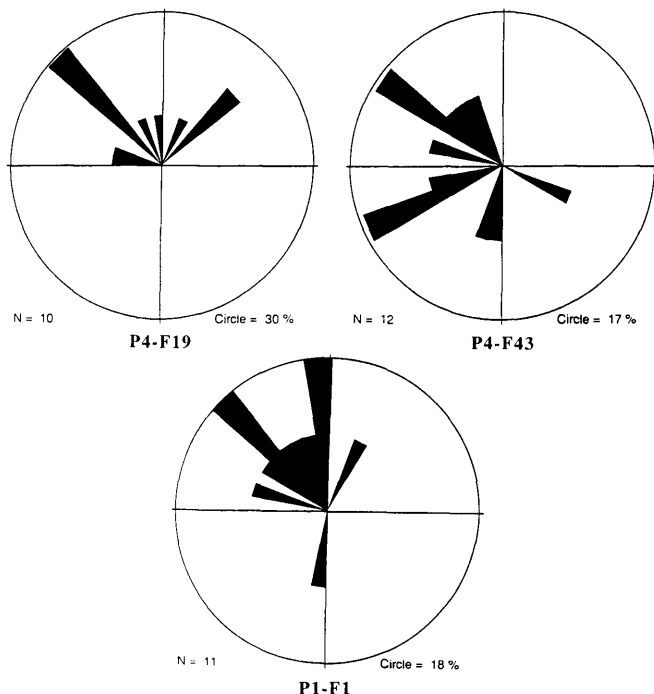 N = 10 Circle = 30 %
P4-F19
N = 12 Circle = 17 %
P4-F43
N = 11 Circle = 18 %
P1-F1